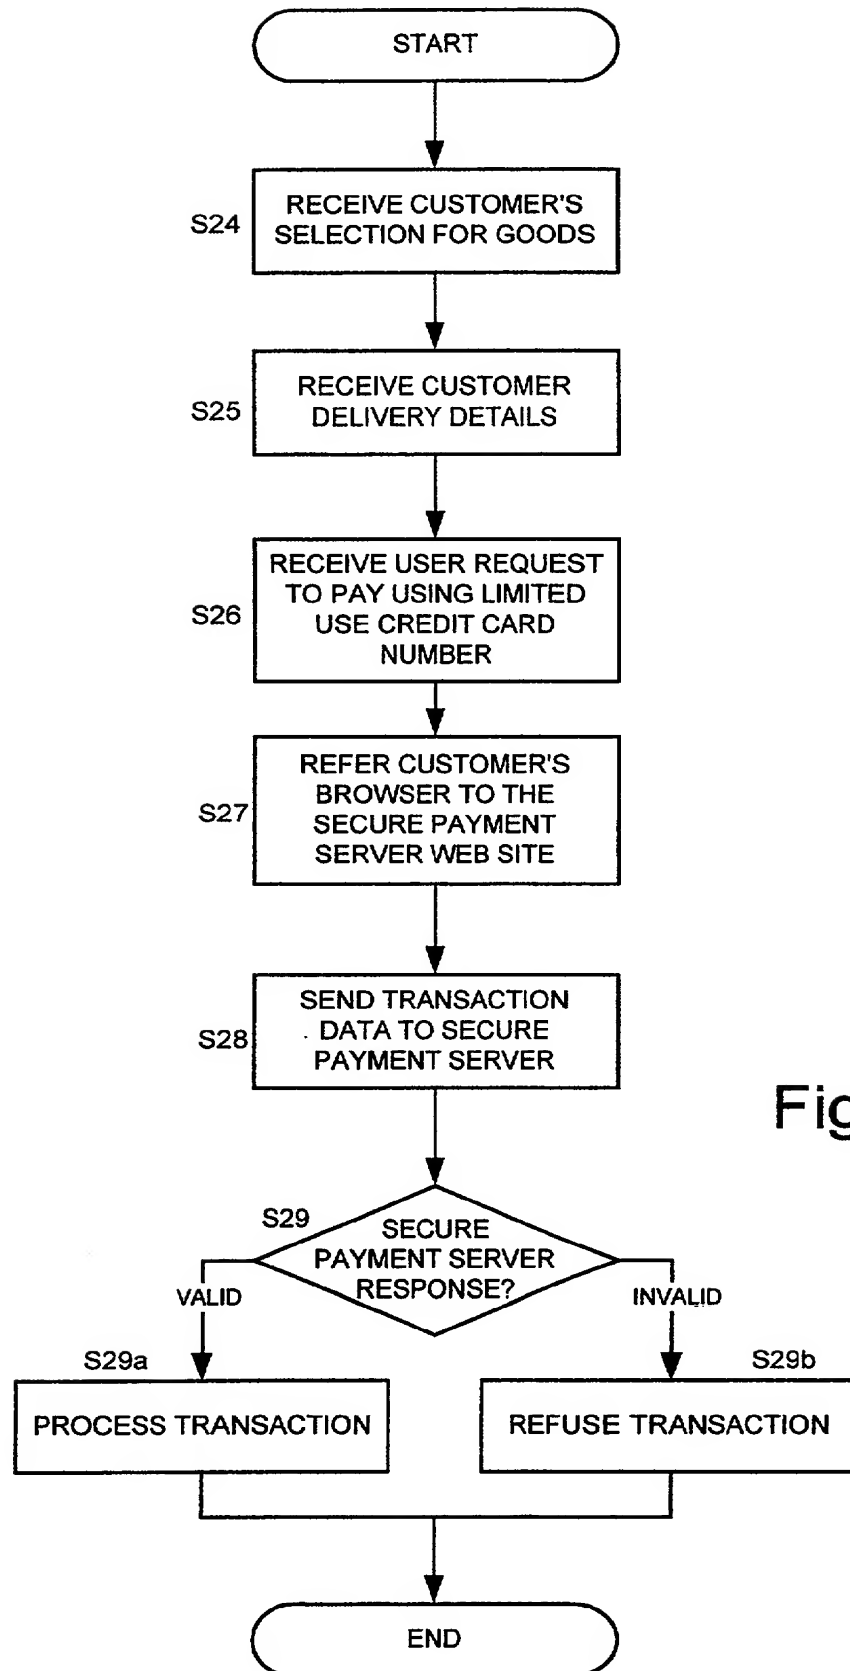 START
S24
RECEIVE CUSTOMER'S
SELECTION FOR GOODS
S25
RECEIVE CUSTOMER
DELIVERY DETAILS
S26
RECEIVE USER REQUEST
TO PAY USING LIMITED
USE CREDIT CARD
NUMBER
S27
REFER CUSTOMER'S
BROWSER TO THE
SECURE PAYMENT
SERVER WEB SITE
S28
SEND TRANSACTION
DATA TO SECURE
PAYMENT SERVER
Fig
S29
SECURE
PAYMENT SERVER
RESPONSE?
VALID
INVALID
S29a
S29b
PROCESS TRANSACTION
REFUSE TRANSACTION
END